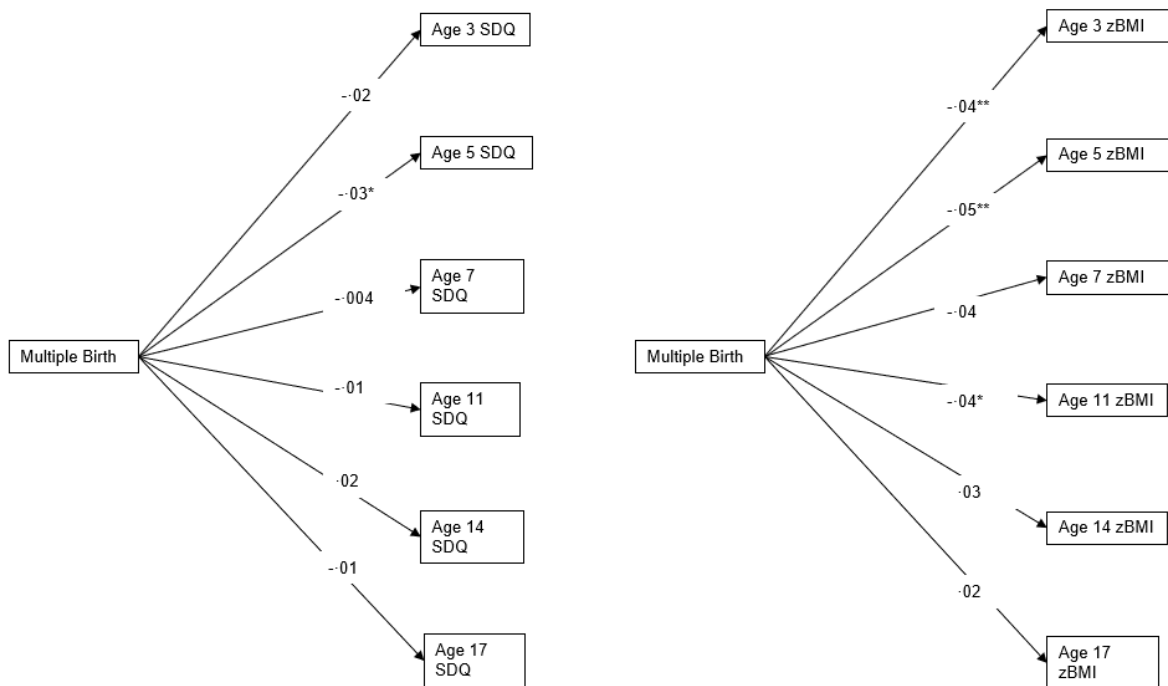 Age 3 SDQ
-·02
Age 5 SDQ
-·03*
Age 7
SDQ
-·004
Multiple Birth
-·01
Age 11
SDQ
·02
Age 14
SDQ
-·01
Age 17
SDQ
Age 3 zBMI
-·04**
Age 5 zBMI
-·05**
Age 7 zBMI
-·04
Multiple Birth
-·04*
Age 11 zBMI
·03
Age 14 zBMI
·02
Age 17
zBMI